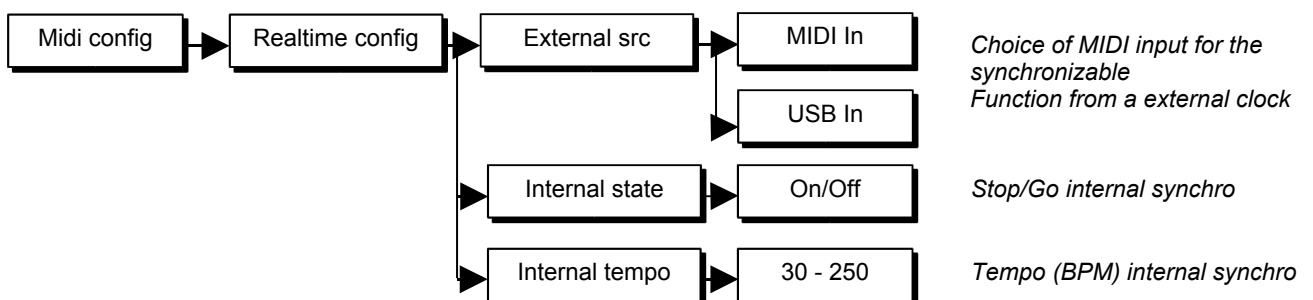 Midi config
Realtime config
External src
MIDI In
Choice of MIDI input for the
synchronizable
Function from a external clock
USB In
Internal state
On/Off
Stop/Go internal synchro
Internal tempo
30 - 250
Tempo (BPM) internal synchro